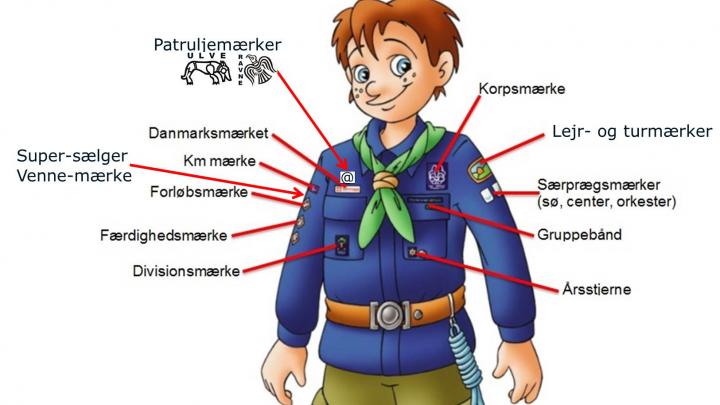 Patruljemærker
ULVE
RAVNE
Korpsmærke
Danmarksmærket
Lejr- og turmærker
@
Km mærke
Super-sælger
Venne-mærke
Forløbsmærke
Særprægsmærker
(sø, center, orkester)
Færdighedsmærke
Gruppebånd
Divisionsmærke
Årsstjerne